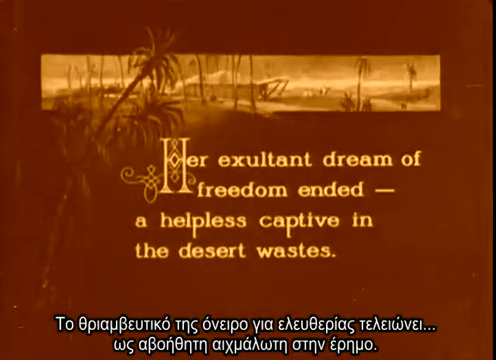 Her exultant dream of
freedom ended —
a helpless captive in
the desert wastes.
Το θριαμβευτικό της όνειρο για ελευθερίας τελειώνει...
ως αβοήθητη αιχμάλωτη στην έρημο.